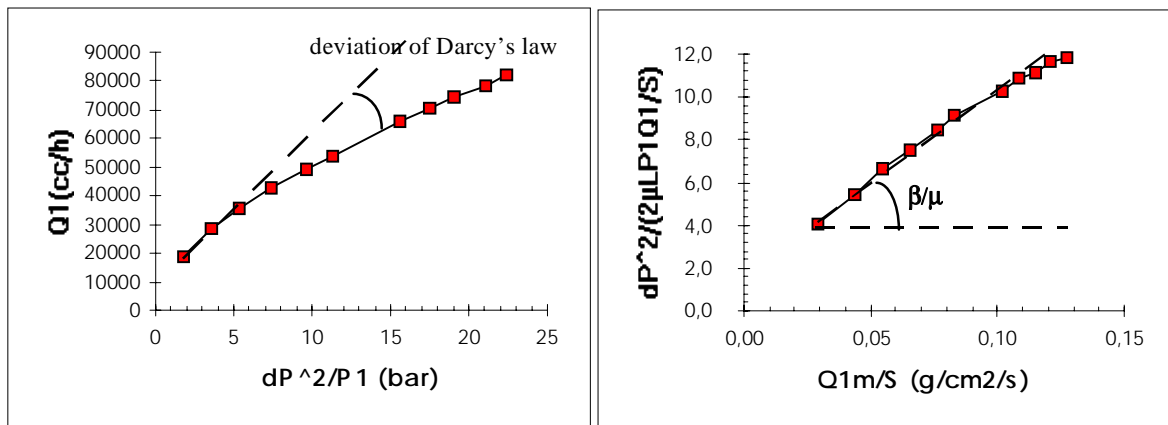 deviation of Darcy's law
90000
80000
70000
60000
50000
40000
30000
20000
10000
0
Q1(cc/h)
0 5 10 15 20 25
dP^2/P1 (bar)
12,0
10,0
8,0
6,0
4,0
2,0
0,0
dP^2/(2µLP1Q1/S)
β/µ
0,00 0,05 0,10 0,15
Q1m/S (g/cm2/s)